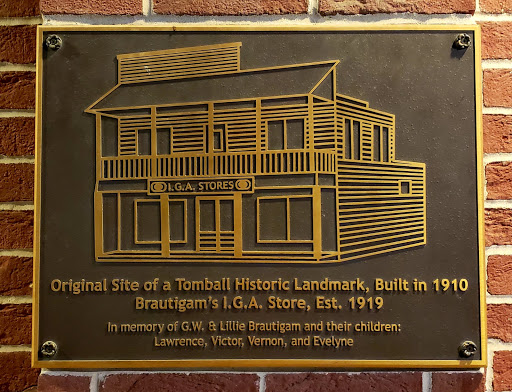 I.G.A. STORES
Original Site of a Tomball Historic Landmark, Built in 1910
Brautigam's I.G.A. Store, Est. 1919
In memory of G.W. & Lillie Brautigam and their children:
Lawrence, Victor, Vernon, and Evelyne